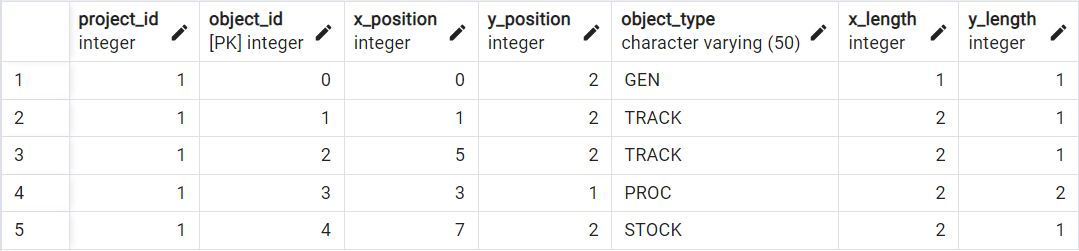 project_id object_id x_position y_position object_type x_length y_length
integer [PK] integer integer integer character varying (50) integer integer
1 1 0 0 2 GEN 1 1
2 1 1 1 2 TRACK 2 1
3 1 2 5 2 TRACK 2 1
4 1 3 3 1 PROC 2 2
5 1 4 7 2 STOCK 2 1